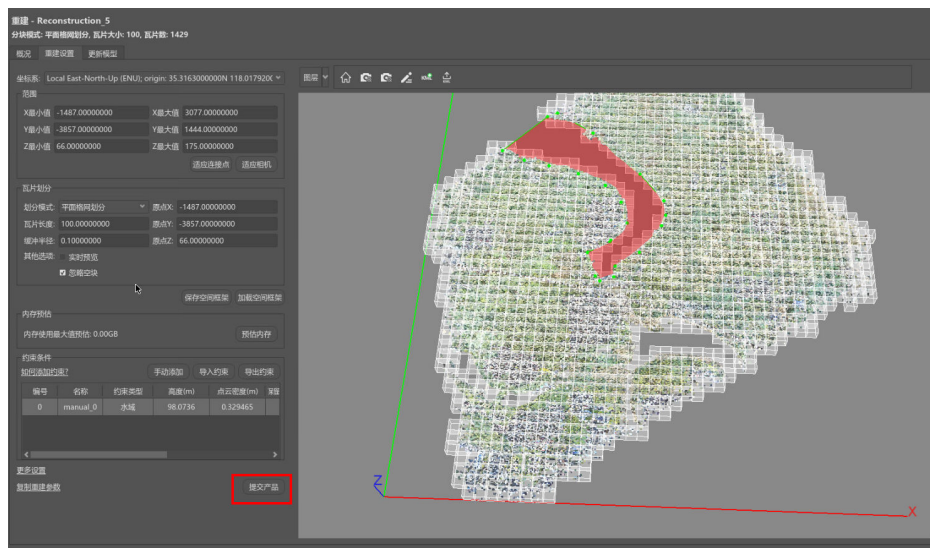 重建 - Reconstruction_5
分块模式: 平面格网划分, 瓦片大小: 100, 瓦片数: 1429
概况 重建设置 更新模型
坐标系: Local East-North-Up (ENU); origin: 35.3163000000N 118.017920(
图层
范围
X最小值 -1487.00000000 X最大值 3077.00000000
Y最小值 -3857.00000000 Y最大值 1444.00000000
Z最小值 66.00000000 Z最大值 175.00000000
适应连接点 适应相机
瓦片划分
划分模式: 平面格网划分 原点X: -1487.00000000
瓦片长度: 100.00000000 原点Y: -3857.00000000
缓冲半径: 0.10000000 原点Z: 66.00000000
其他选项: 实时预览
忽略空块
保存空间框架 加载空间框架
内存预估
内存使用最大值预估: 0.00GB 预估内存
约束条件
如何添加约束? 手动添加 导入约束 导出约束
编号 名称 约束类型 高度(m) 点云密度(m)
0 manual_0 水域 98.0736 0.329465
更多设置
复制重建参数 提交产品
Z
X